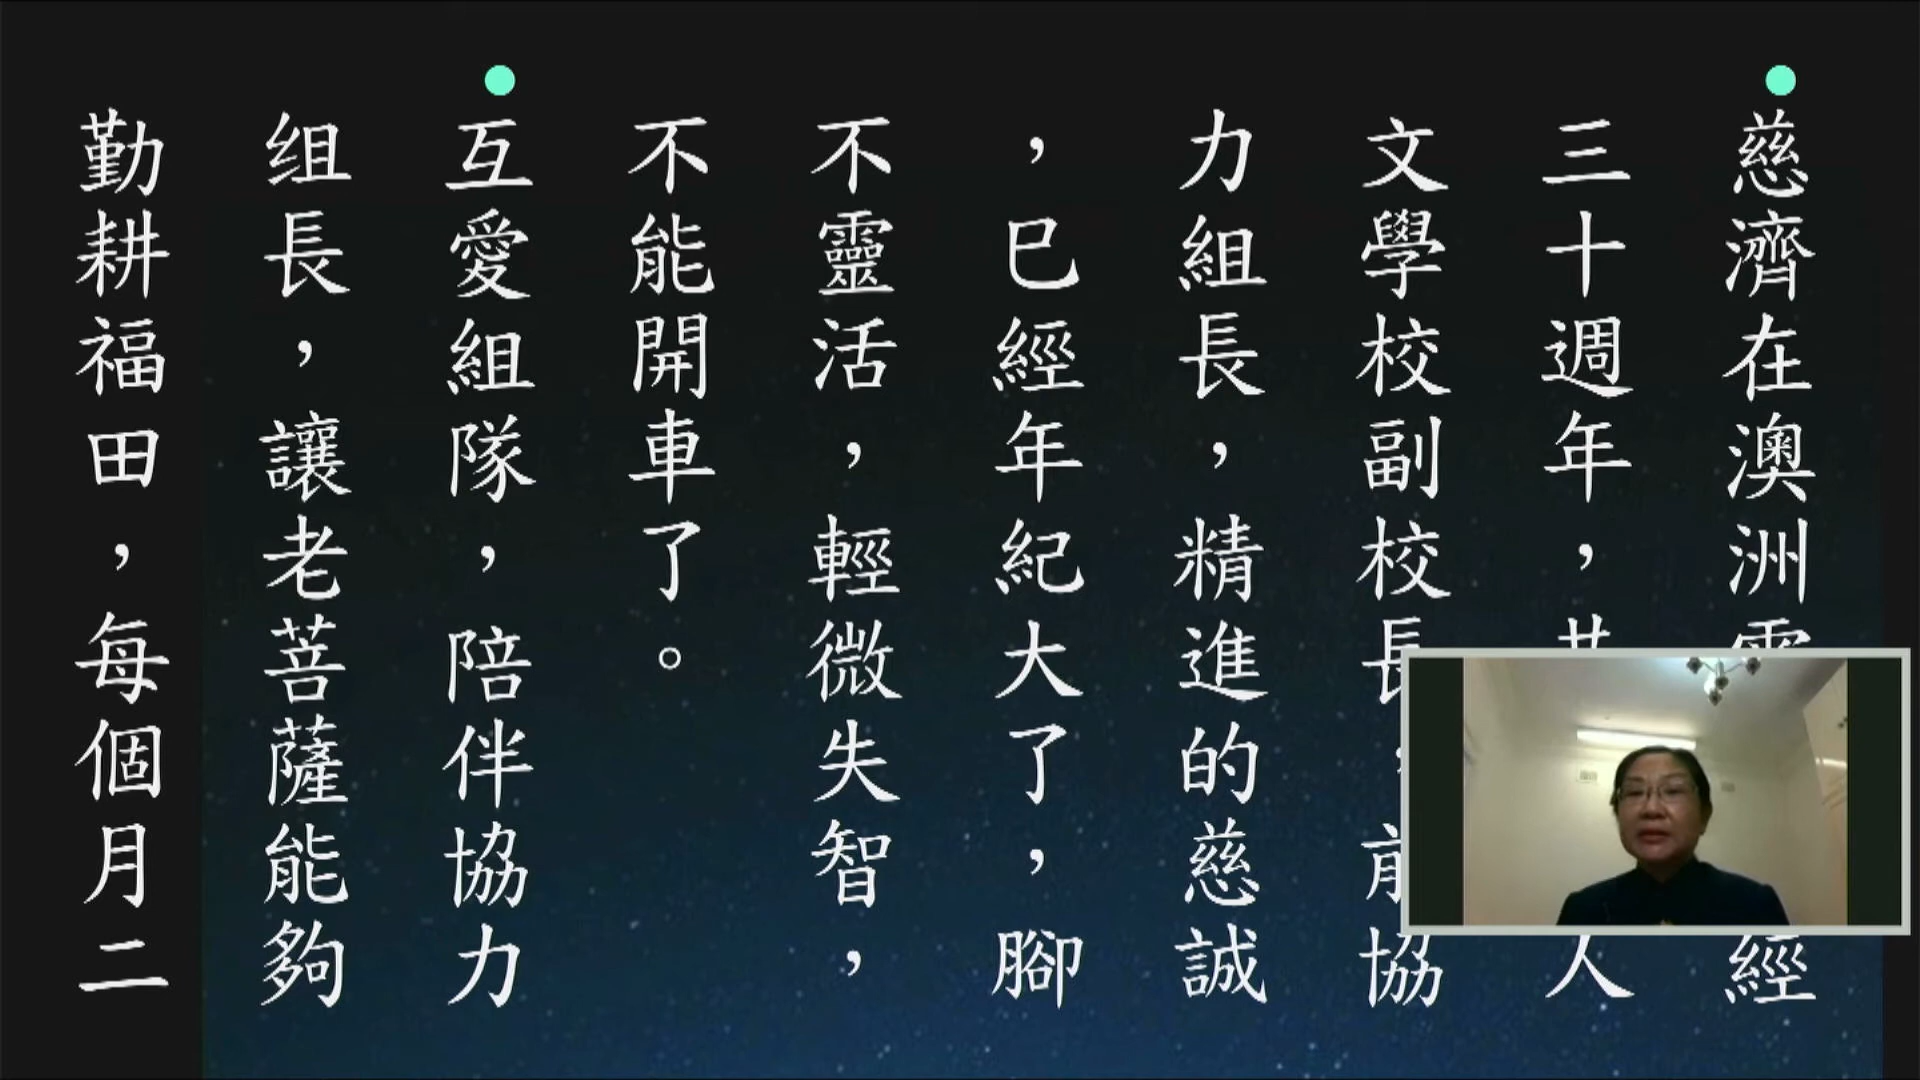 慈濟在澳洲經
三十週年，人
文學校副校長，前協
力組長，精進的慈誠
，已經年紀大了，腳
不靈活，輕微失智，
不能開車了。
互愛組隊，陪伴協力
组長，讓老菩薩能夠
勤耕福田，每個月二